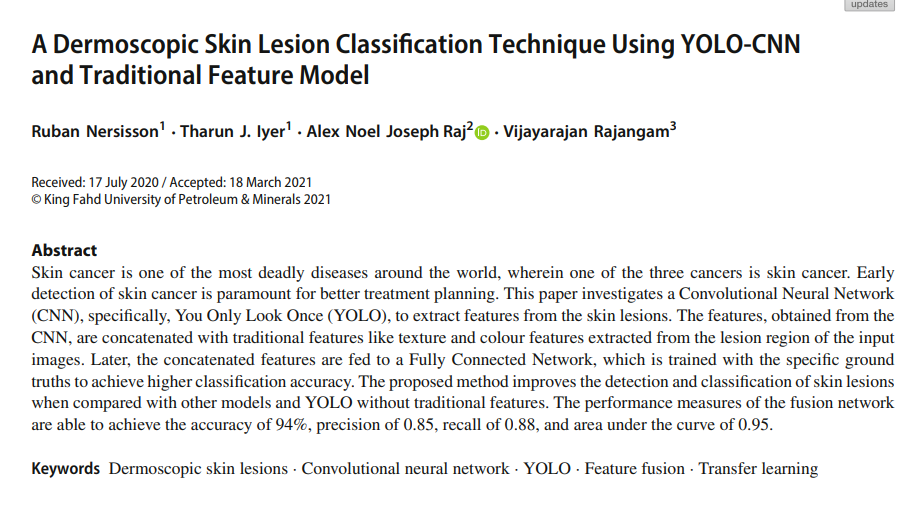 updates
A Dermoscopic Skin Lesion Classification Technique Using YOLO-CNN
and Traditional Feature Model
Ruban Nersisson1 · Tharun J. Iyer1 · Alex Noel Joseph Raj2 iD · Vijayarajan Rajangam3
Received: 17 July 2020 / Accepted: 18 March 2021
© King Fahd University of Petroleum & Minerals 2021
Abstract
Skin cancer is one of the most deadly diseases around the world, wherein one of the three cancers is skin cancer. Early
detection of skin cancer is paramount for better treatment planning. This paper investigates a Convolutional Neural Network
(CNN), specifically, You Only Look Once (YOLO), to extract features from the skin lesions. The features, obtained from the
CNN, are concatenated with traditional features like texture and colour features extracted from the lesion region of the input
images. Later, the concatenated features are fed to a Fully Connected Network, which is trained with the specific ground
truths to achieve higher classification accuracy. The proposed method improves the detection and classification of skin lesions
when compared with other models and YOLO without traditional features. The performance measures of the fusion network
are able to achieve the accuracy of 94%, precision of 0.85, recall of 0.88, and area under the curve of 0.95.
Keywords Dermoscopic skin lesions · Convolutional neural network · YOLO · Feature fusion · Transfer learning